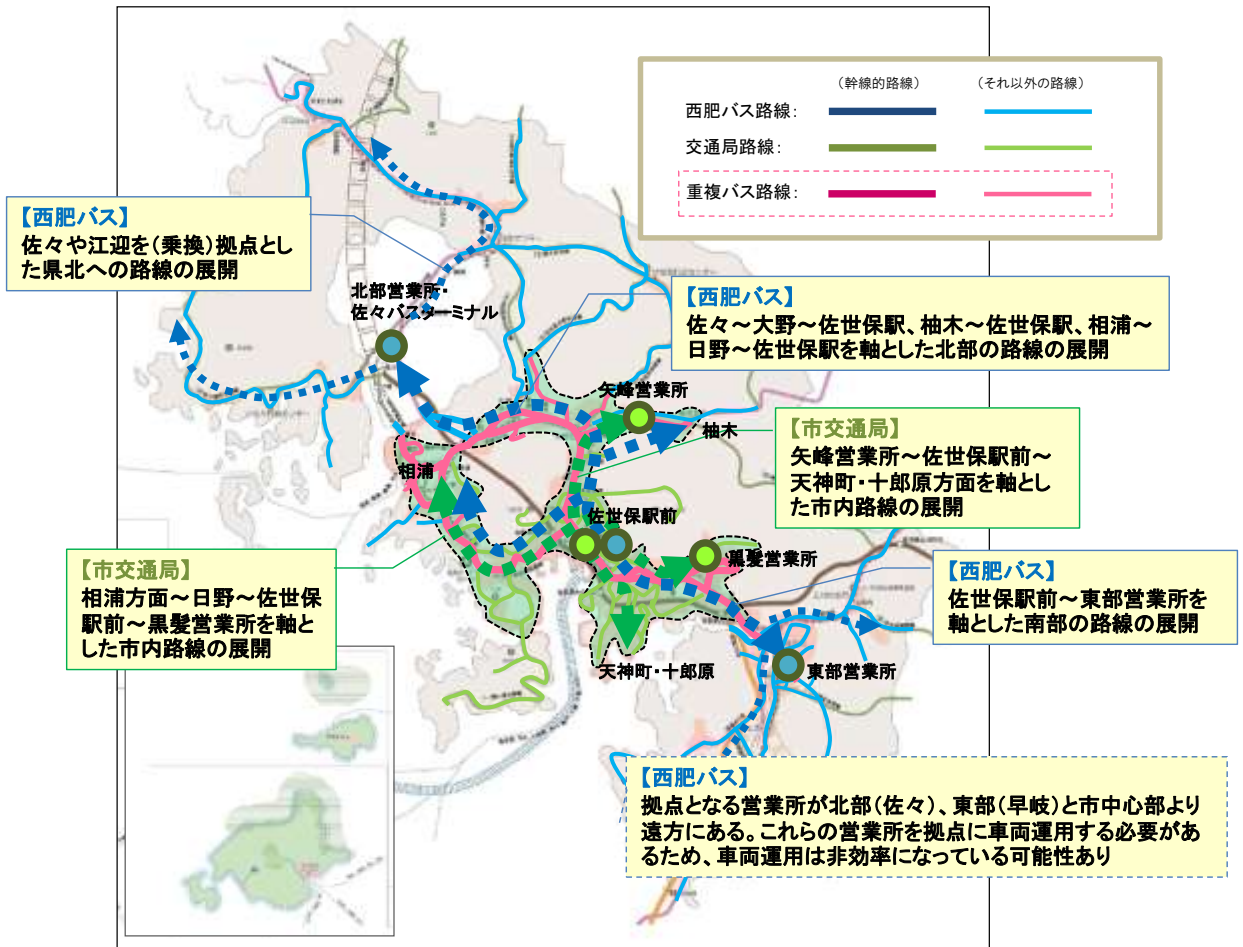 (幹線的路線)
(それ以外の路線)
西肥バス路線:
交通局路線:
重複バス路線:
【西肥バス】
佐々や江迎を(乗換)拠点とし
た県北への路線の展開
北部営業所・
佐々バスターミナル
【西肥バス】
佐々～大野～佐世保駅、柚木～佐世保駅、相浦～
日野～佐世保駅を軸とした北部の路線の展開
矢峰営業所
柚木
【市交通局】
矢峰営業所～佐世保駅前～
天神町・十郎原方面を軸とし
た市内路線の展開
相浦
佐世保駅前
黒髪営業所
【市交通局】
相浦方面～日野～佐世保
駅前～黒髪営業所を軸と
した市内路線の展開
【西肥バス】
佐世保駅前～東部営業所を
軸とした南部の路線の展開
天神町・十郎原
東部営業所
【西肥バス】
拠点となる営業所が北部(佐々)、東部(早岐)と市中心部より
遠方にある。これらの営業所を拠点に車両運用する必要があ
るため、車両運用は非効率になっている可能性あり